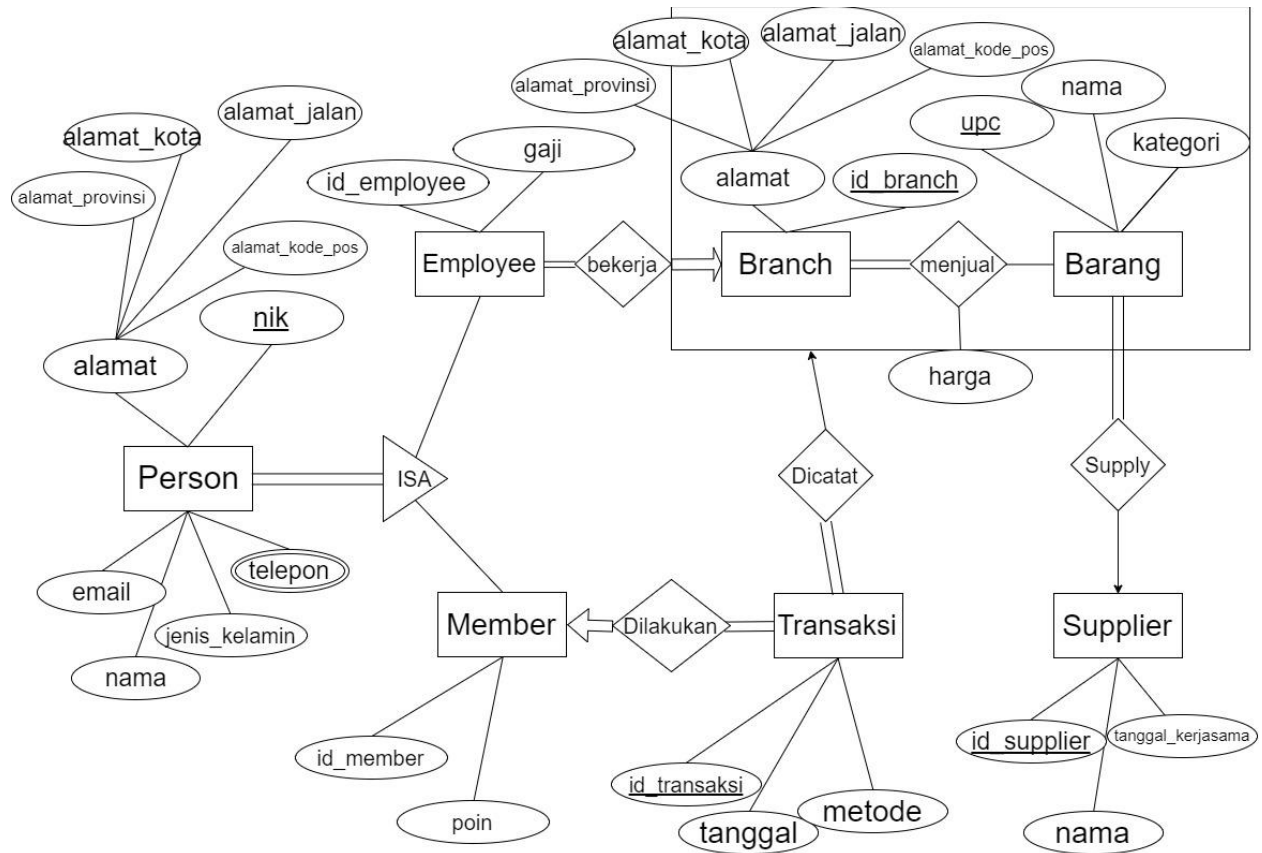 alamat_kota
alamat_jalan
alamat_kode_pos
alamat_provinsi
nama
upc
kategori
alamat
id_branch
alamat_jalan
alamat_kota
alamat_provinsi
alamat_kode_pos
gaji
id_employee
nik
alamat
Employee
bekerja
Branch
menjual
Barang
harga
Person
ISA
Dicatat
Supply
email
telepon
jenis_kelamin
nama
Member
Dilakukan
Transaksi
Supplier
id_member
poin
id_transaksi
tanggal
metode
id_supplier
tanggal_kerjasama
nama